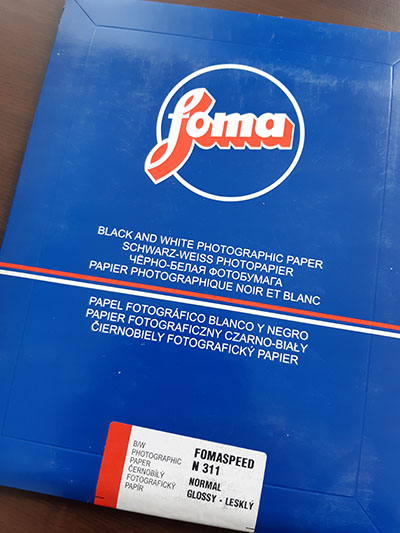 foma
BLACK AND WHITE PHOTOGRAPHIC PAPER
SCHWARZ-WEISS PHOTOPAPIER
ЧЁРНО-БЕЛАЯ ФОТОБУМАГА
PAPIER PHOTOGRAPHIQUE NOIR ET BLANC
PAPEL FOTOGRÁFICO BLANCO Y NEGRO
PAPIER FOTOGRAFICZNY CZARNO-BIAŁY
ČIERNOBIELY FOTOGRAFICKÝ PAPIER
B/W
PHOTOGRAPHIC
PAPER
ČERNOBÍLÝ
FOTOGRAFICKÝ
PAPÍR
FOMASPEED
N 311
NORMAL
GLOSSY - LESKLÝ